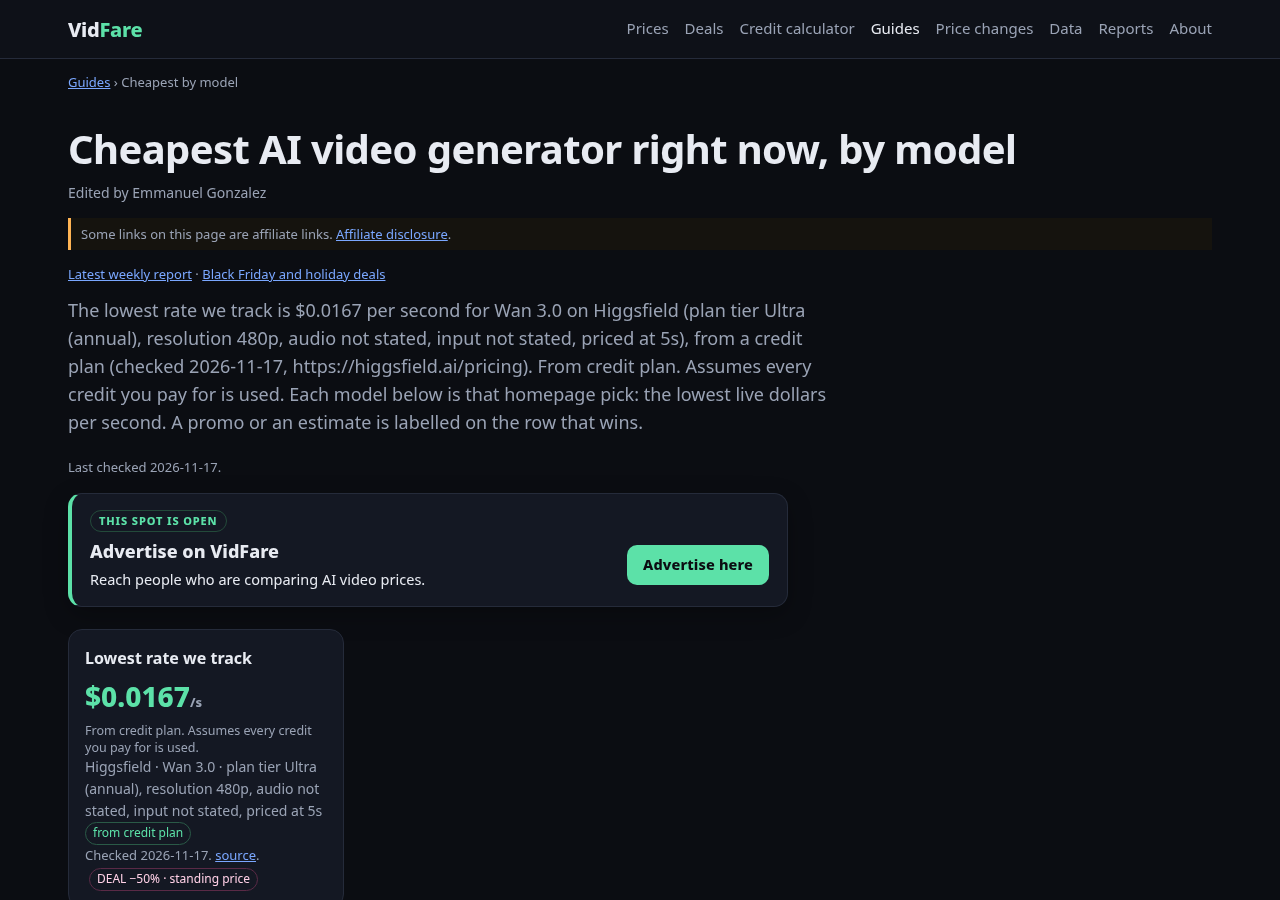 VidFare
Prices Deals Credit calculator Guides Price changes Data Reports About
Guides › Cheapest by model
Cheapest AI video generator right now, by model
Edited by Emmanuel Gonzalez
Some links on this page are affiliate links. Affiliate disclosure.
Latest weekly report · Black Friday and holiday deals
The lowest rate we track is $0.0167 per second for Wan 3.0 on Higgsfield (plan tier Ultra
(annual), resolution 480p, audio not stated, input not stated, priced at 5s), from a credit
plan (checked 2026-11-17, https://higgsfield.ai/pricing). From credit plan. Assumes every
credit you pay for is used. Each model below is that homepage pick: the lowest live dollars
per second. A promo or an estimate is labelled on the row that wins.
Last checked 2026-11-17.
THIS SPOT IS OPEN
Advertise on VidFare
Reach people who are comparing AI video prices.
Advertise here
Lowest rate we track
$0.0167/s
From credit plan. Assumes every credit
you pay for is used.
Higgsfield · Wan 3.0 · plan tier Ultra
(annual), resolution 480p, audio not
stated, input not stated, priced at 5s
from credit plan
Checked 2026-11-17. source.
DEAL −50% · standing price